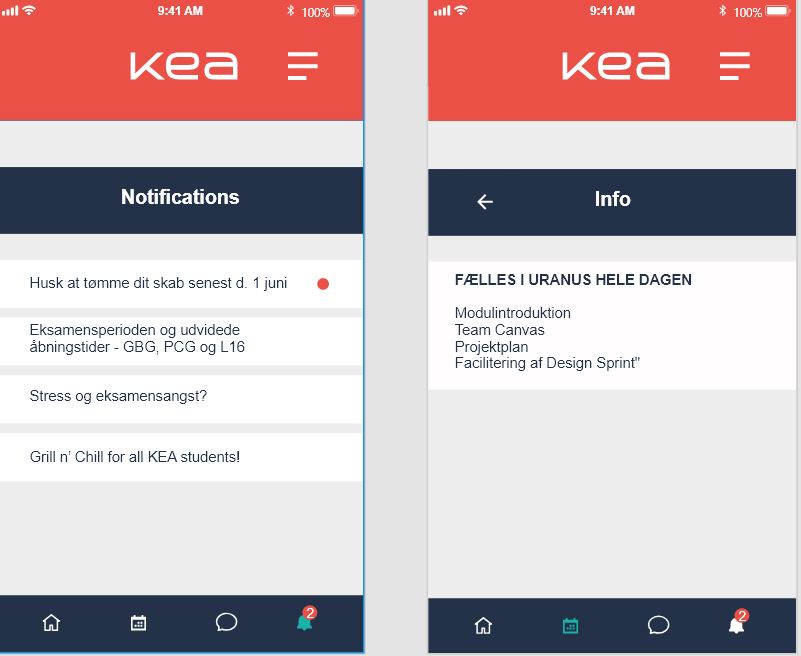 9:41 AM
100%
kea
Notifications
Husk at tømme dit skab senest d. 1 juni
Eksamensperioden og udvidede
åbningstider - GBG, PCG og L16
Stress og eksamensangst?
Grill n’ Chill for all KEA students!
2
9:41 AM
100%
kea
Info
FÆLLES I URANUS HELE DAGEN
Modulintroduktion
Team Canvas
Projektplan
Facilitering af Design Sprint"
2